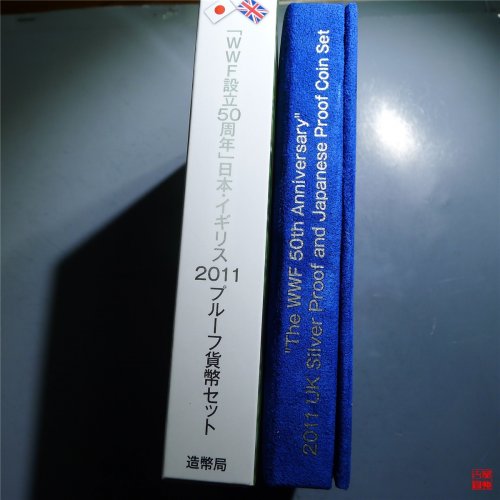 「WWF設立50周年」日本・イギリス
2011 プルーフ貨幣セット
造幣局
"The WWF 50th Anniversary"
2011 UK Silver Proof and Japanese Proof Coin Set